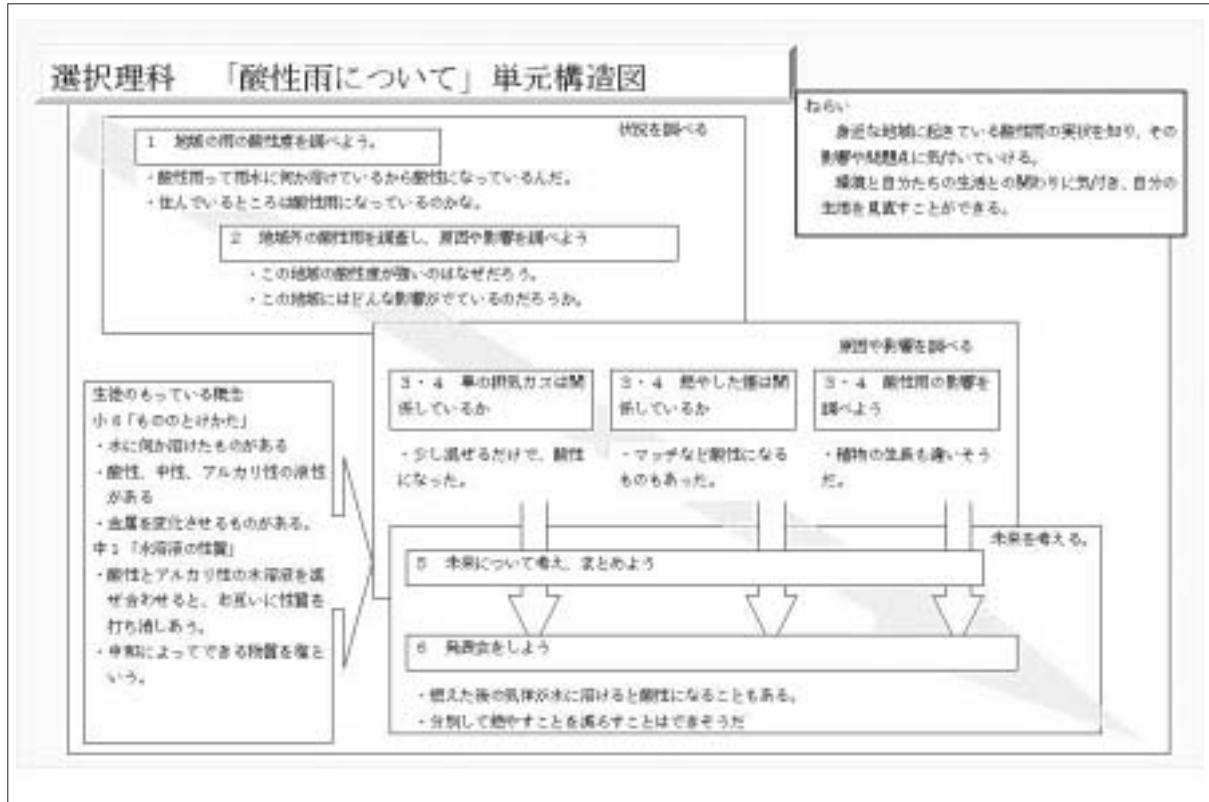 選択理科　「酸性雨について」単元構造図
ねらい
身近な地域に起きている酸性雨の実状を知り、その
影響や問題点に気付いていける。
環境と自分たちの生活との関わりに気付き、自分の
生活を見直すことができる。
状況を調べる
1　地域の雨の酸性度を調べよう。
・酸性雨って雨水に何か溶けているから酸性になっているんだ。
・住んでいるところは酸性雨になっているのかな。
2　地域外の酸性雨を調査し、原因や影響を調べよう
・この地域の酸性度が強いのはなぜだろう。
・この地域にはどんな影響がでているのだろうか。
原因や影響を調べる
3・4　車の排気ガスは関
係しているか
・少し混ぜるだけで、酸性
になった。
3・4　燃やした煙は関
係しているか
・マッチなど酸性になる
ものもあった。
3・4　酸性雨の影響を
調べよう
・植物の生長も違いそう
だ。
生徒のもっている概念
小6「もののとけかた」
・水に何か溶けたものがある
・酸性、中性、アルカリ性の液性
がある
・金属を変化させるものがある。
中1「水溶液の性質」
・酸性とアルカリ性の水溶液を混
ぜ合わせると、お互いに性質を
打ち消しあう。
・中和によってできる物質を塩と
いう。
未来を考える。
5　未来について考え、まとめよう
6　発表会をしよう
・燃えた後の気体が水に溶けると酸性になることもある。
・分別して燃やすことを減らすことはできそうだ